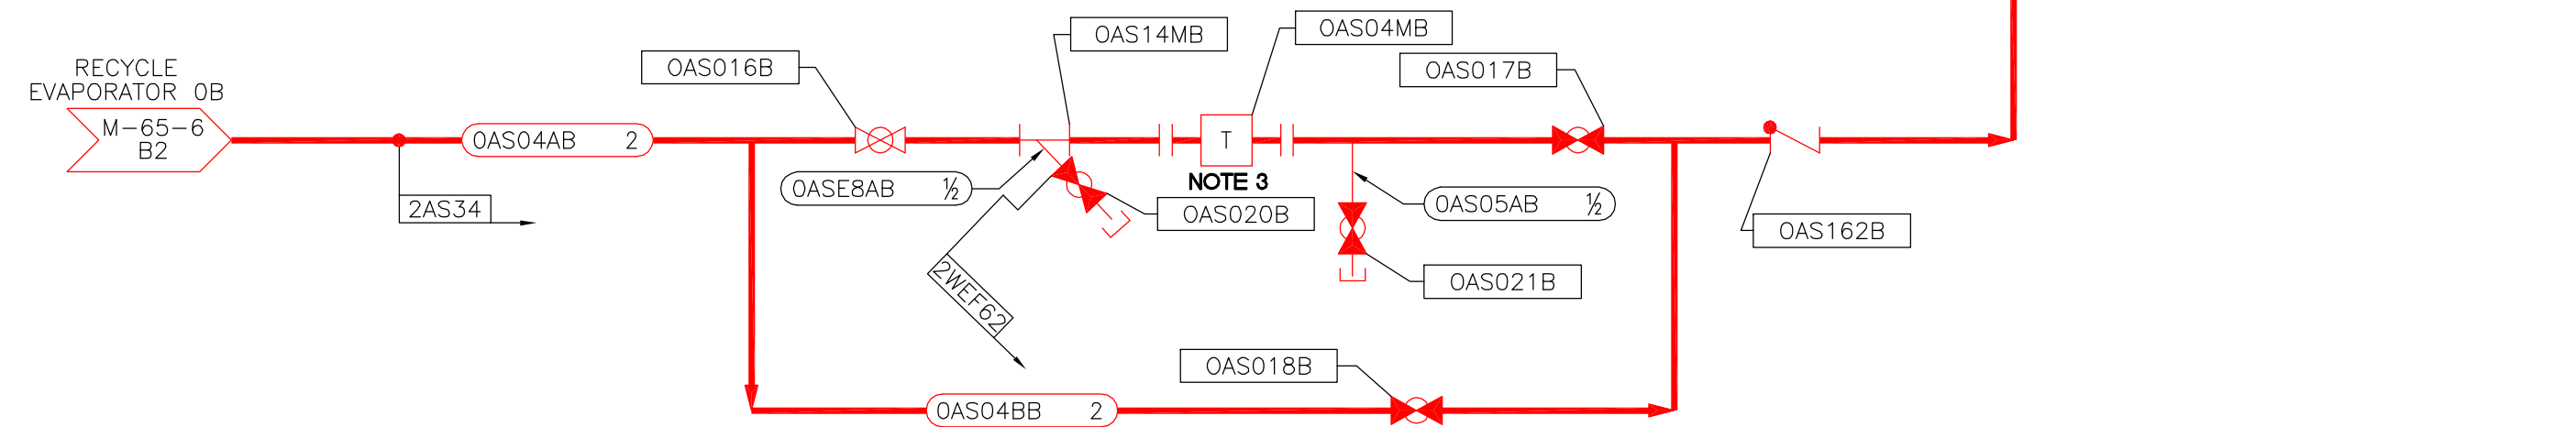 RECYCLE
EVAPORATOR 0B
M-65-6
B2
0AS04AB 2
2AS34
0AS016B
0AS14MB
0AS04MB
0AS017B
T
NOTE 3
0ASE8AB ½
0AS020B
0AS05AB ½
0AS162B
0AS021B
2WEF62
0AS018B
0AS04BB 2